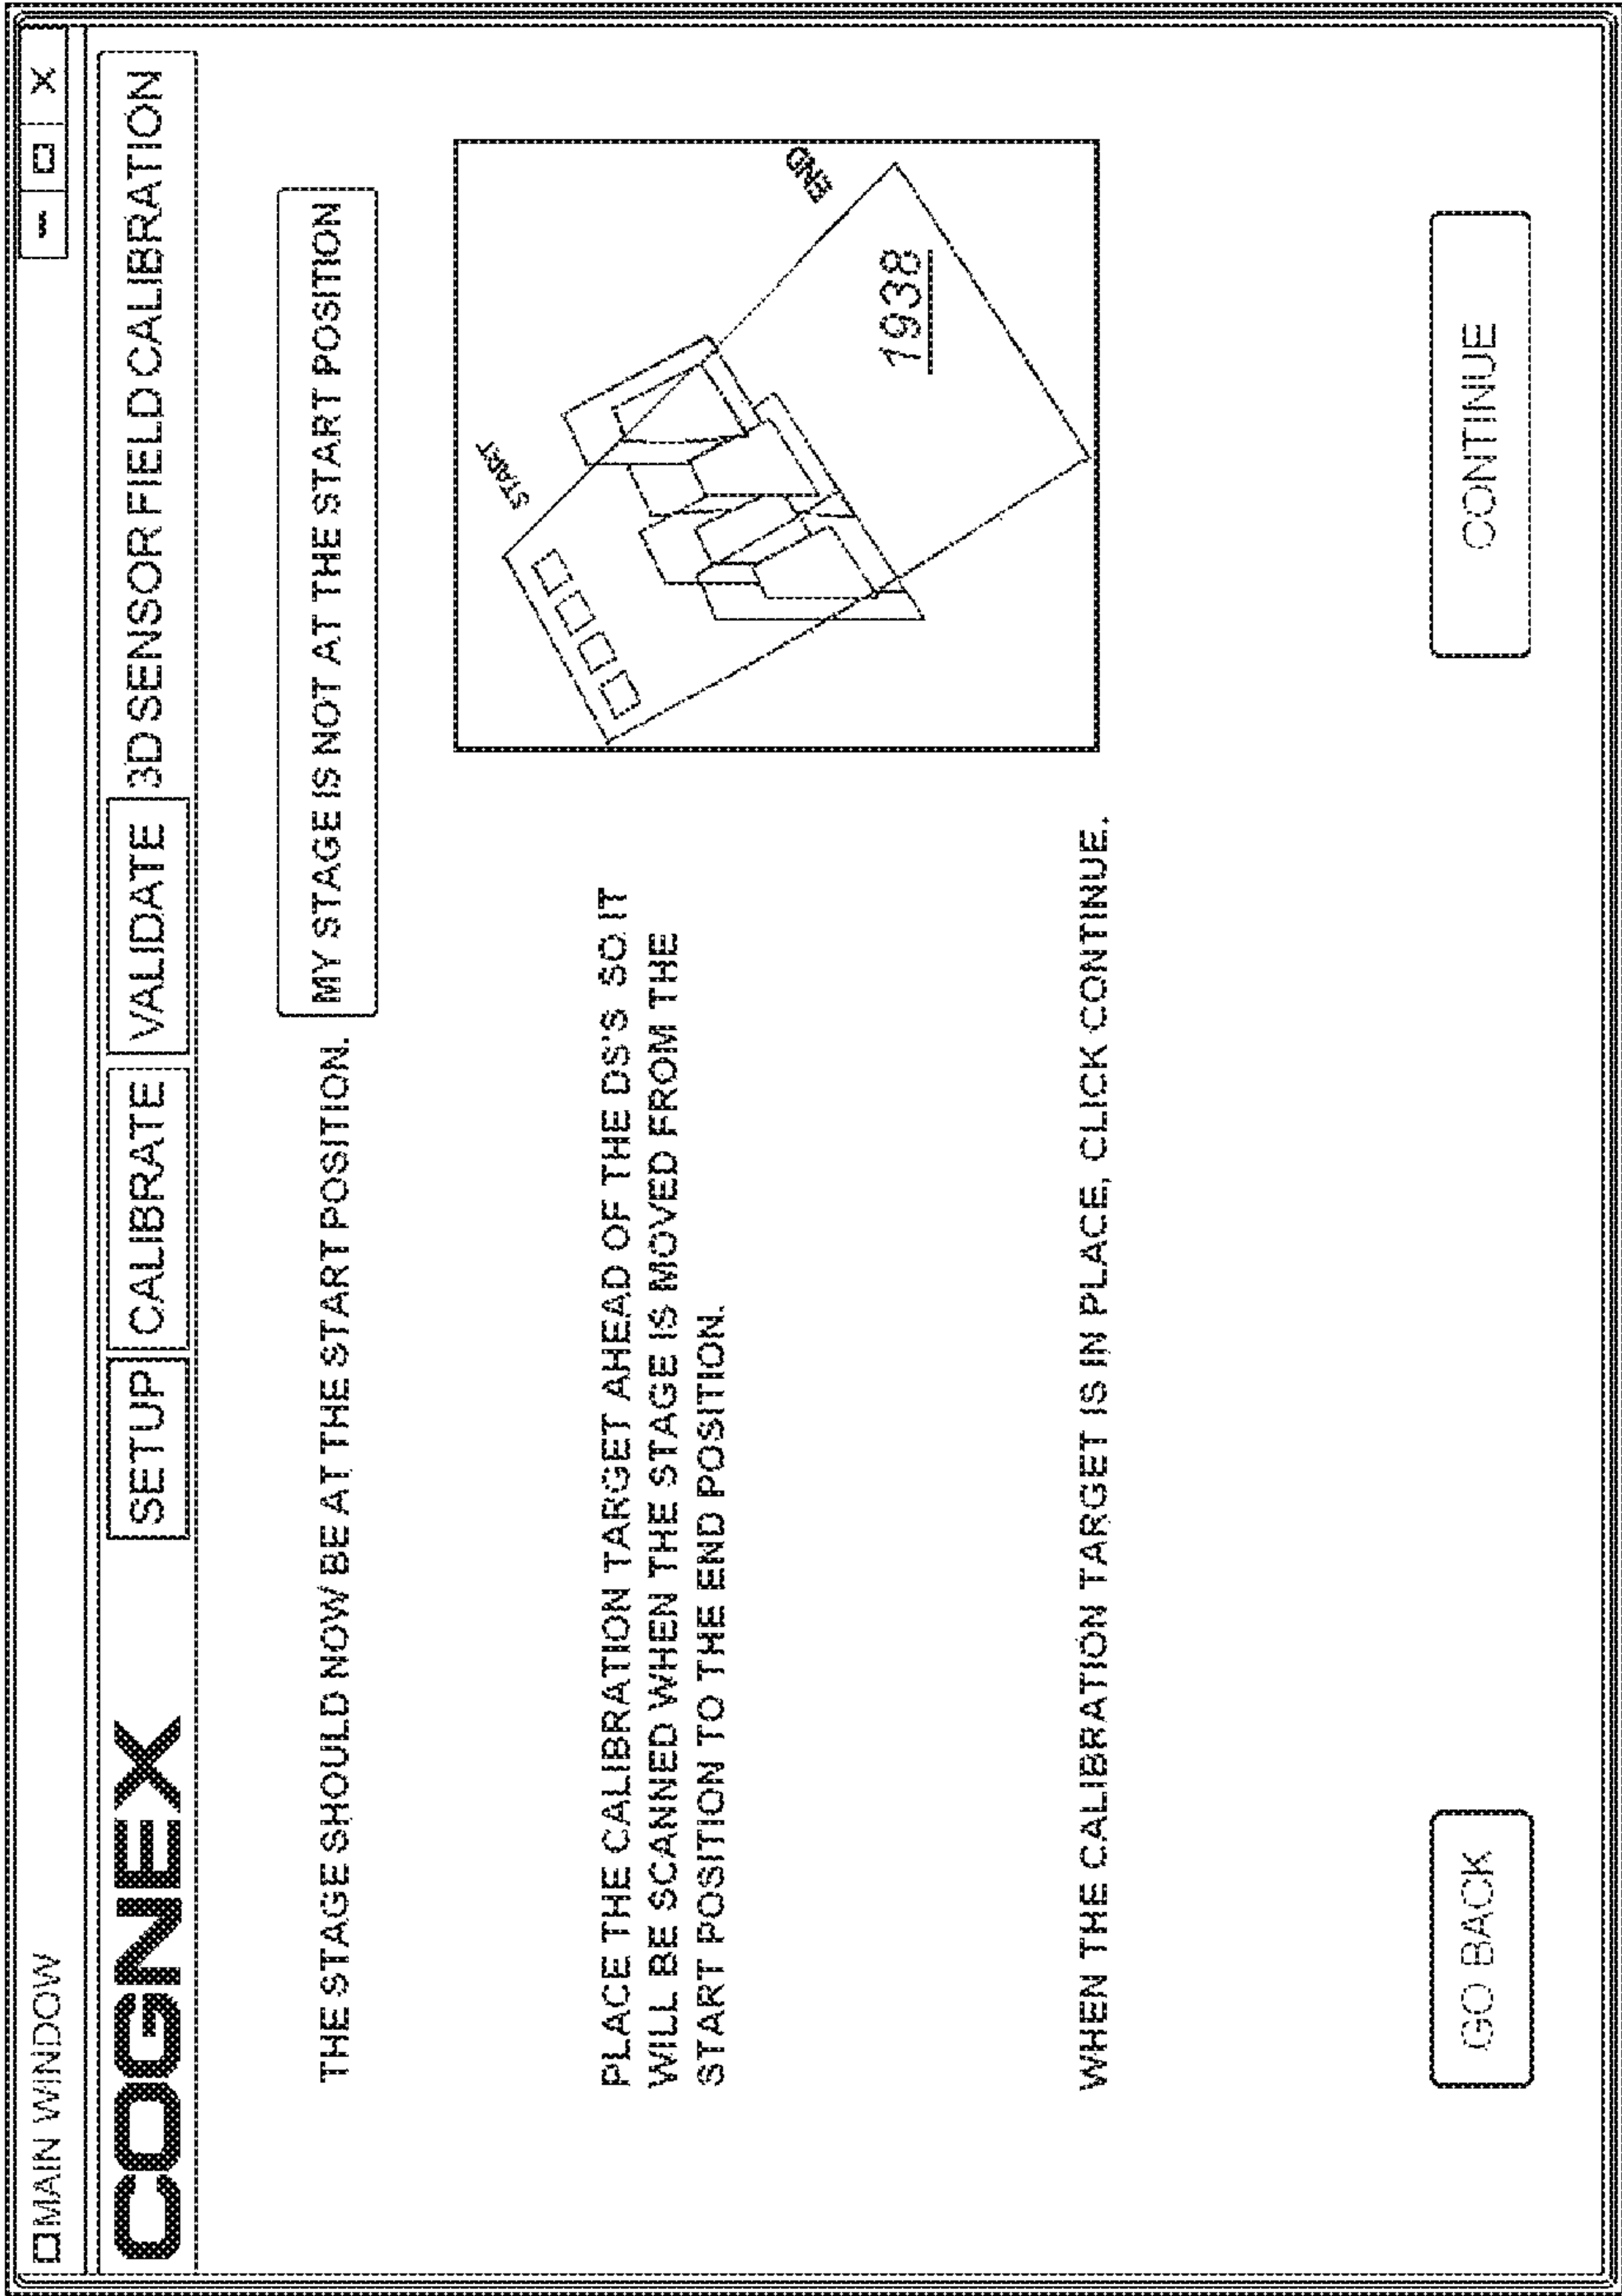 MAIN WINDOW
COGNEX SETUP CALIBRATE VALIDATE 3D SENSOR FIELD CALIBRATION
THE STAGE SHOULD NOW BE AT THE START POSITION. MY STAGE IS NOT AT THE START POSITION
PLACE THE CALIBRATION TARGET AHEAD OF THE DS'S SO IT
WILL BE SCANNED WHEN THE STAGE IS MOVED FROM THE
START POSITION TO THE END POSITION.
START
END
1938
WHEN THE CALIBRATION TARGET IS IN PLACE, CLICK CONTINUE.
GO BACK CONTINUE